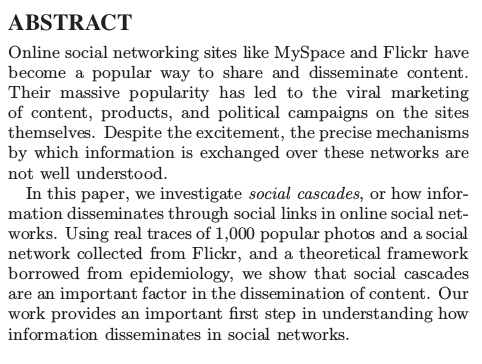 ABSTRACT
Online social networking sites like MySpace and Flickr have
become a popular way to share and disseminate content.
Their massive popularity has led to the viral marketing
of content, products, and political campaigns on the sites
themselves. Despite the excitement, the precise mechanisms
by which information is exchanged over these networks are
not well understood.
In this paper, we investigate social cascades, or how infor-
mation disseminates through social links in online social net-
works. Using real traces of 1,000 popular photos and a social
network collected from Flickr, and a theoretical framework
borrowed from epidemiology, we show that social cascades
are an important factor in the dissemination of content. Our
work provides an important first step in understanding how
information disseminates in social networks.